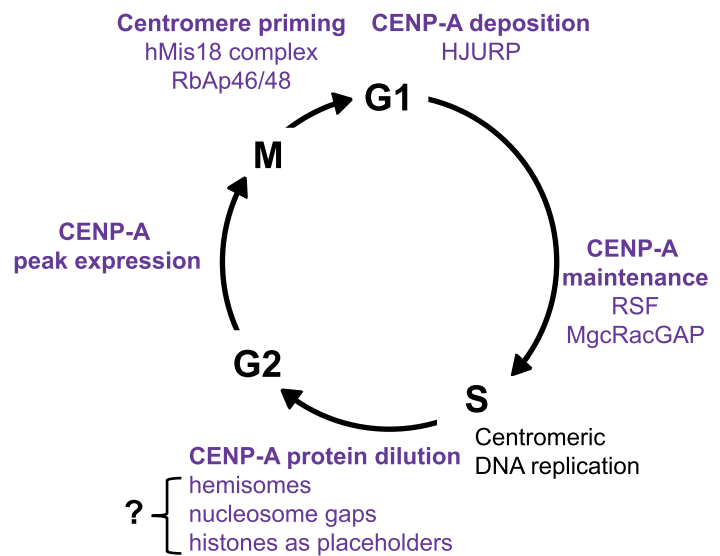 Centromere priming
hMis18 complex
RbAp46/48
CENP-A deposition
HJURP
G1
M
CENP-A
peak expression
CENP-A
maintenance
RSF
MgcRacGAP
G2
S
Centromeric
DNA replication
CENP-A protein dilution
?
hemisomes
nucleosome gaps
histones as placeholders